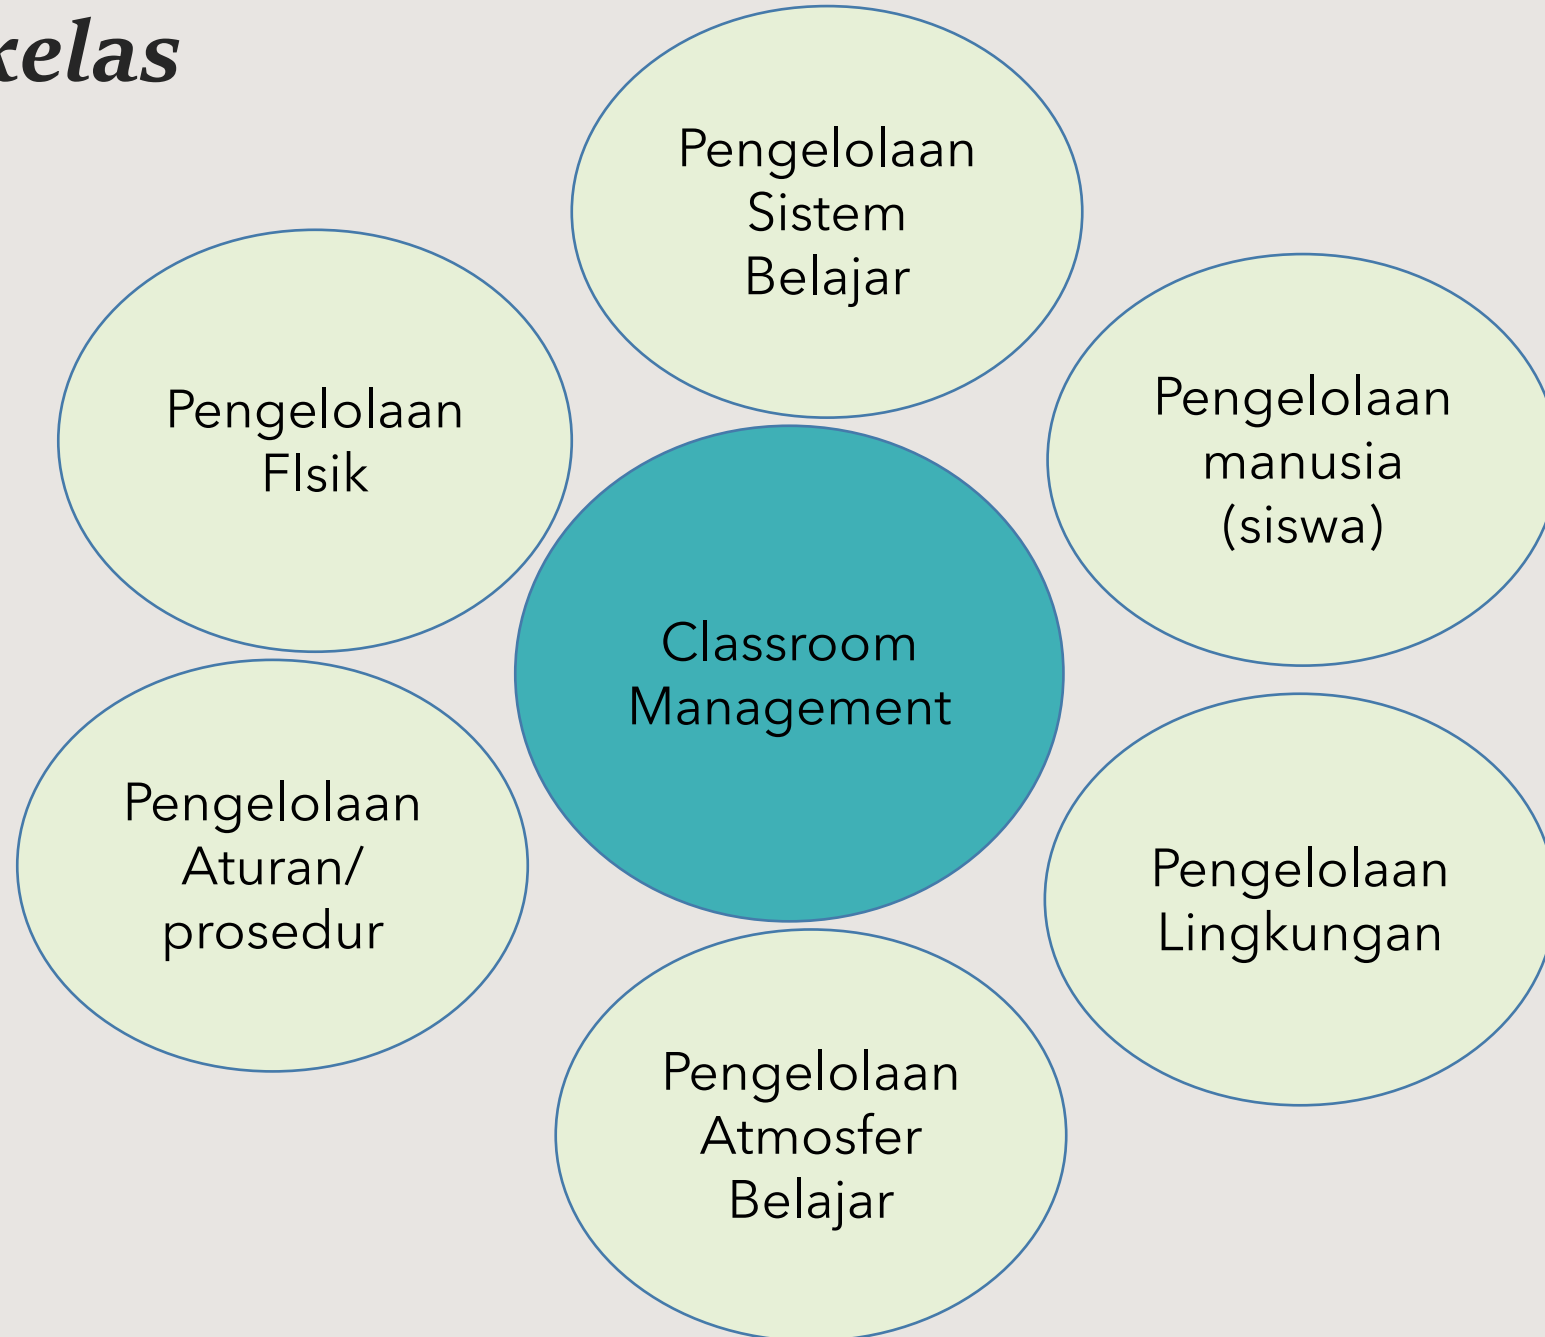 kelas
Pengelolaan
Sistem
Belajar
Pengelolaan
FIsik
Pengelolaan
manusia
(siswa)
Classroom
Management
Pengelolaan
Aturan/
prosedur
Pengelolaan
Lingkungan
Pengelolaan
Atmosfer
Belajar